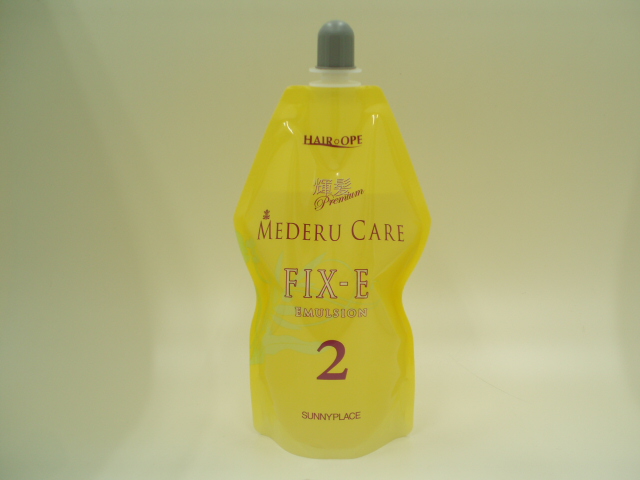 HAIR OPE
輝髪
Premium
MEDERU CARE
FIX-E
EMULSION
2
SUNNYPLACE